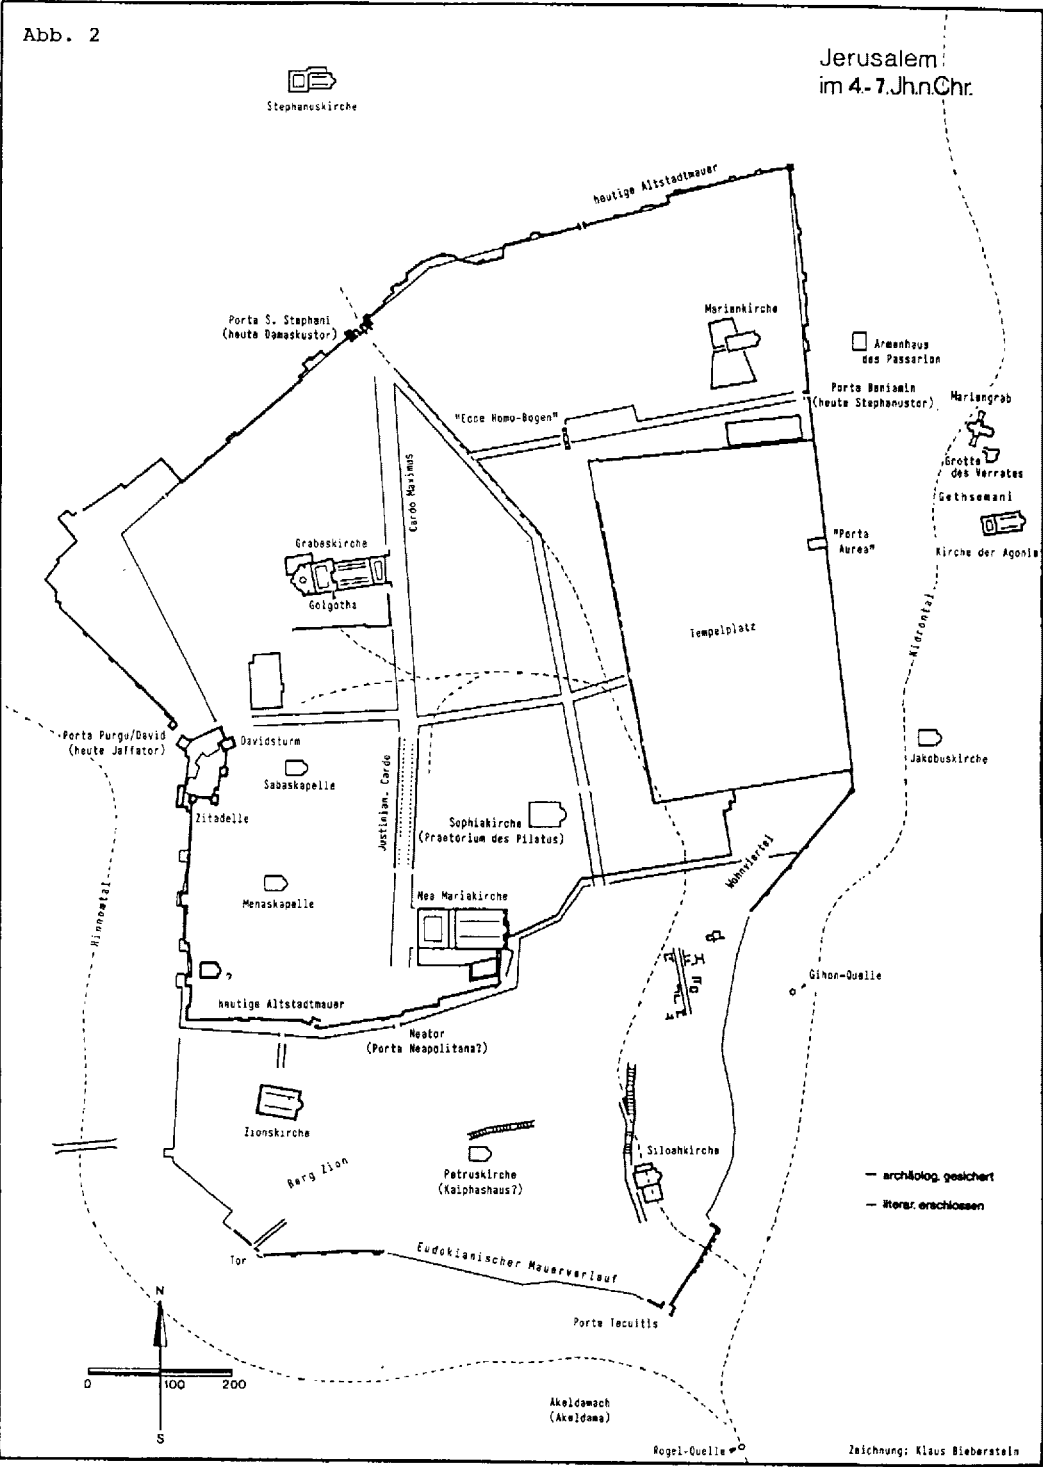 Abb. 2
Jerusalem
im 4.-7.Jh.n.Chr.
Stephanuskirche
heutige Altstadtmauer
Porta S. Stephani
(heute Damaskustor)
Marienkirche
Armenhaus
des Passarion
Porta Beniamin
(heute Stephanustor)
Mariengrab
"Ecce Homo-Bogen"
Grotte
des Verrates
Gethsemani
Kirche der Agonie
Cardo Maximus
Grabeskirche
Golgotha
"Porta
Aurea"
Tempelplatz
Kidrontal
Porta Purgu/David
(heute Jaffator)
Davidsturm
Jakobuskirche
Sabaskapelle
Zitadelle
Justinian. Cardo
Sophiakirche
(Praetorium des Pilatus)
Wohnviertel
Hinnomtal
Menaskapelle
Nea Mariakirche
?
Gihon-Quelle
heutige Altstadtmauer
Neator
(Porta Neapolitana?)
Zionskirche
Berg Zion
Petruskirche
(Kaiphashaus?)
Siloahkirche
— archäolog. gesichert
— literar. erschlossen
Tor
Eudokianischer Mauerverlauf
Porta Tecuitis
N
0 100 200
S
Akeldamach
(Akeldama)
Rogel-Quelle
Zeichnung: Klaus Bieberstein